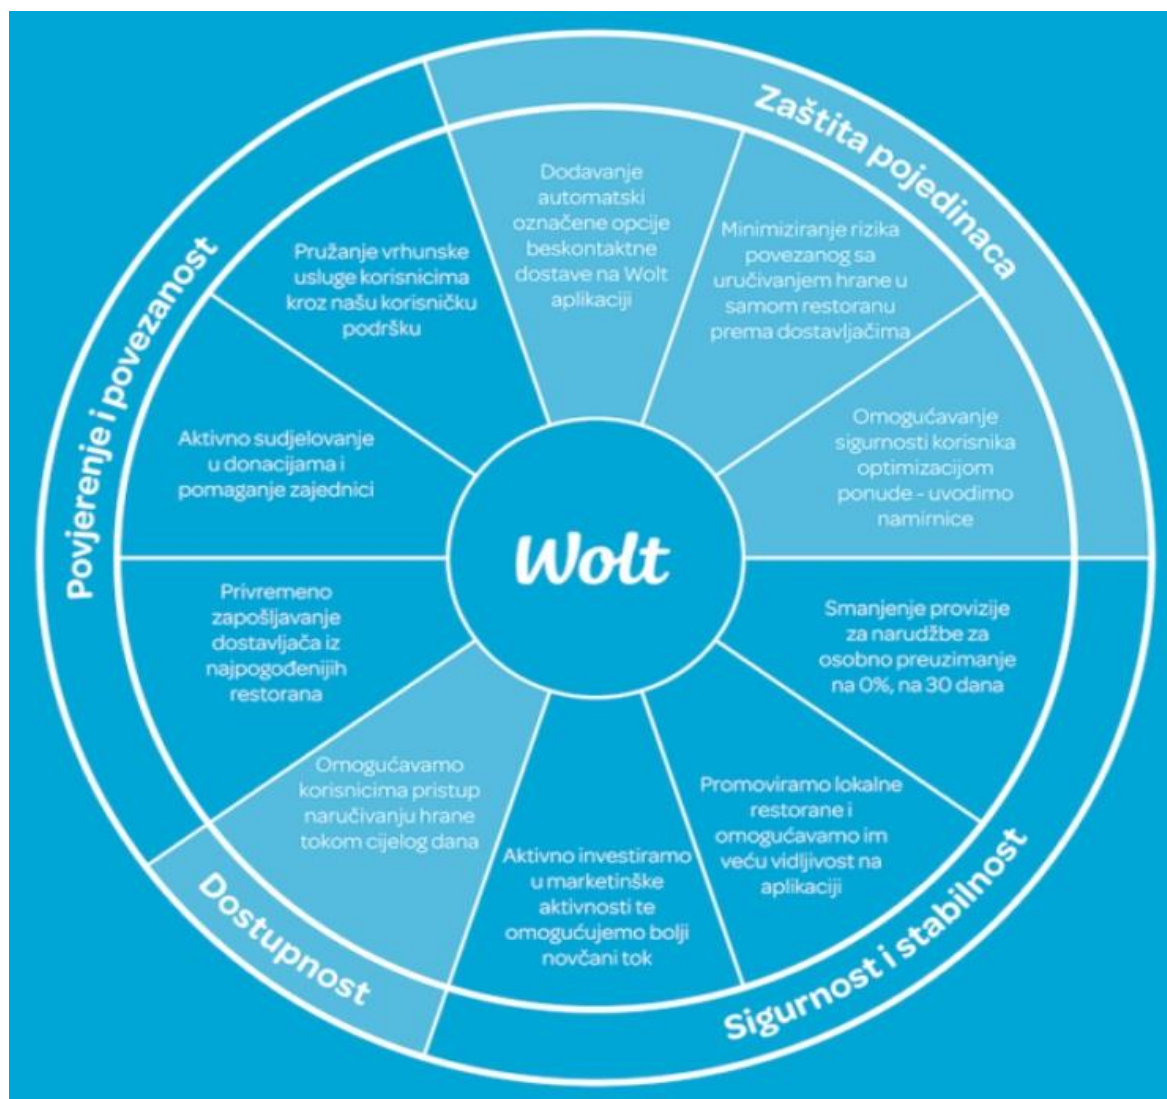 Zaštita pojedinaca
Dodavanje
automatski
označene opcije
beskontaktne
dostave na Wolt
aplikaciji
Minimiziranje rizika
povezanog sa
uručivanjem hrane u
samom restoranu
prema dostavljačima
Omogućavanje
sigurnosti korisnika
optimizacijom
ponude - uvodimo
namirnice
Sigurnost i stabilnost
Smanjenje provizije
za narudžbe za
osobno preuzimanje
na 0%, na 30 dana
Promoviramo lokalne
restorane i
omogućavamo im
veću vidljivost na
aplikaciji
Aktivno investiramo
u marketinške
aktivnosti te
omogućujemo bolji
novčani tok
Dostupnost
Omogućavamo
korisnicima pristup
naručivanju hrane
tokom cijelog dana
Povjerenje i povezanost
Privremeno
zapošljavanje
dostavljača iz
najpogođenijih
restorana
Aktivno sudjelovanje
u donacijama i
pomaganje zajednici
Pružanje vrhunske
usluge korisnicima
kroz našu korisničku
podršku
Wolt